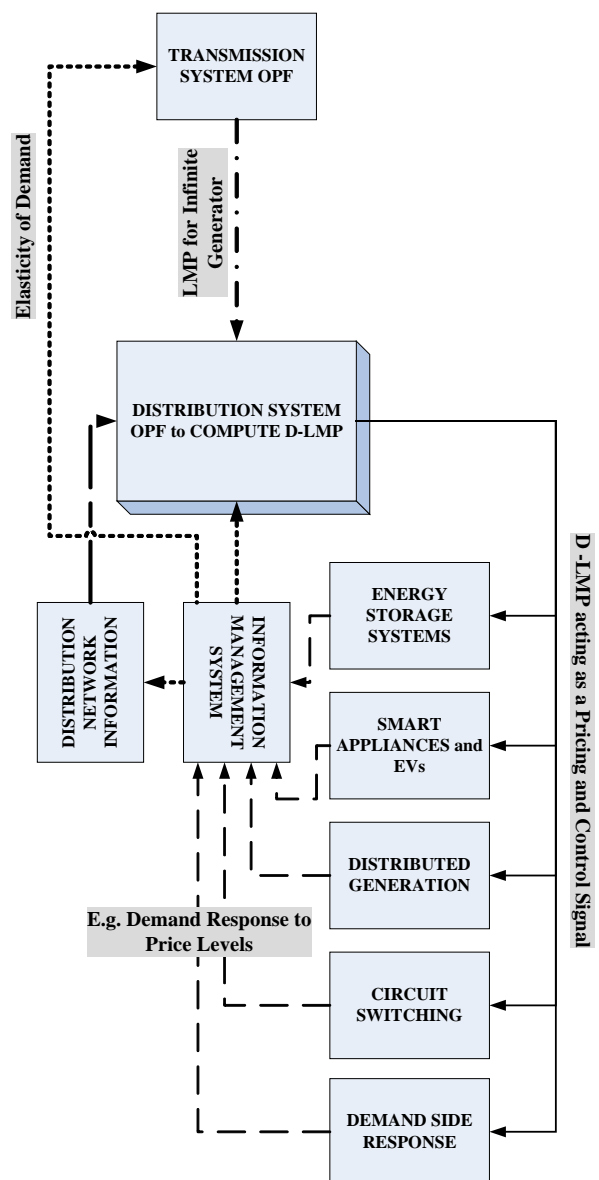 TRANSMISSION
SYSTEM OPF
Elasticity of Demand
LMP for Infinite
Generator
DISTRIBUTION SYSTEM
OPF to COMPUTE D-LMP
DISTRIBUTION
NETWORK
INFORMATION
INFORMATION
MANAGEMENT
SYSTEM
ENERGY
STORAGE
SYSTEMS
SMART
APPLIANCES and
EVs
DISTRIBUTED
GENERATION
E.g. Demand Response to
Price Levels
CIRCUIT
SWITCHING
DEMAND SIDE
RESPONSE
D -LMP acting as a Pricing and Control Signal